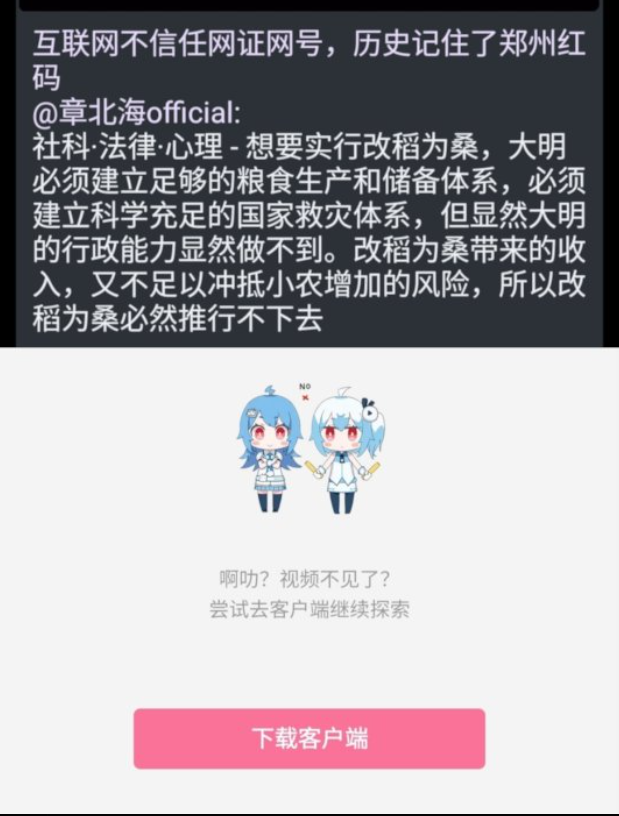 互联网不信任网证网号，历史记住了郑州红
码
@章北海official:
社科·法律·心理 - 想要实行改稻为桑，大明
必须建立足够的粮食生产和储备体系，必须
建立科学充足的国家救灾体系，但显然大明
的行政能力显然做不到。改稻为桑带来的收
入，又不足以冲抵小农增加的风险，所以改
稻为桑必然推行不下去
NO
啊叻？视频不见了？
尝试去客户端继续探索
下载客户端